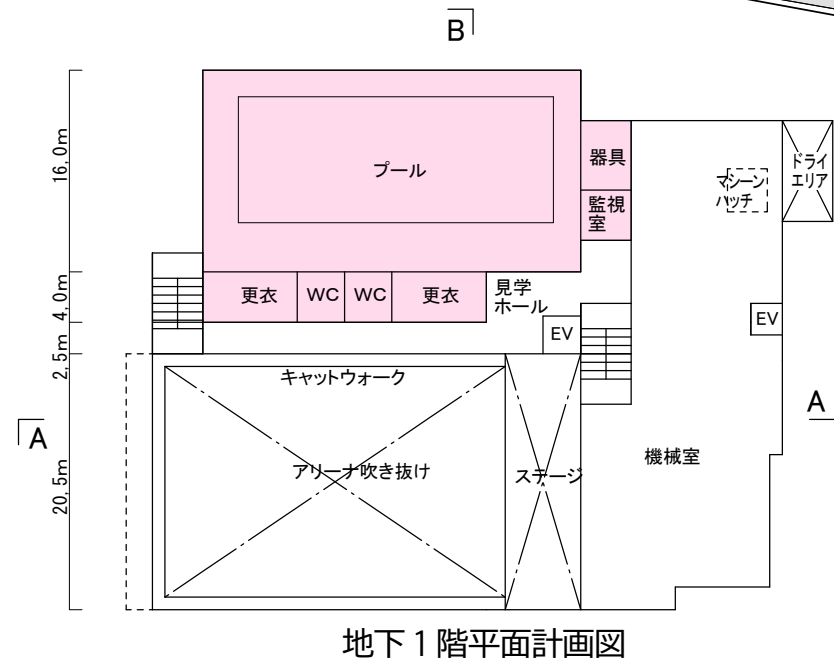 B
16,0m
プール
器具
監視
室
マシーン
ハッチ
ドライ
エリア
4,0m
更衣
WC
WC
更衣
見学
ホール
EV
EV
2,5m
キャットウォーク
A
A
20,5m
アリーナ吹き抜け
ステージ
機械室
地下1階平面計画図